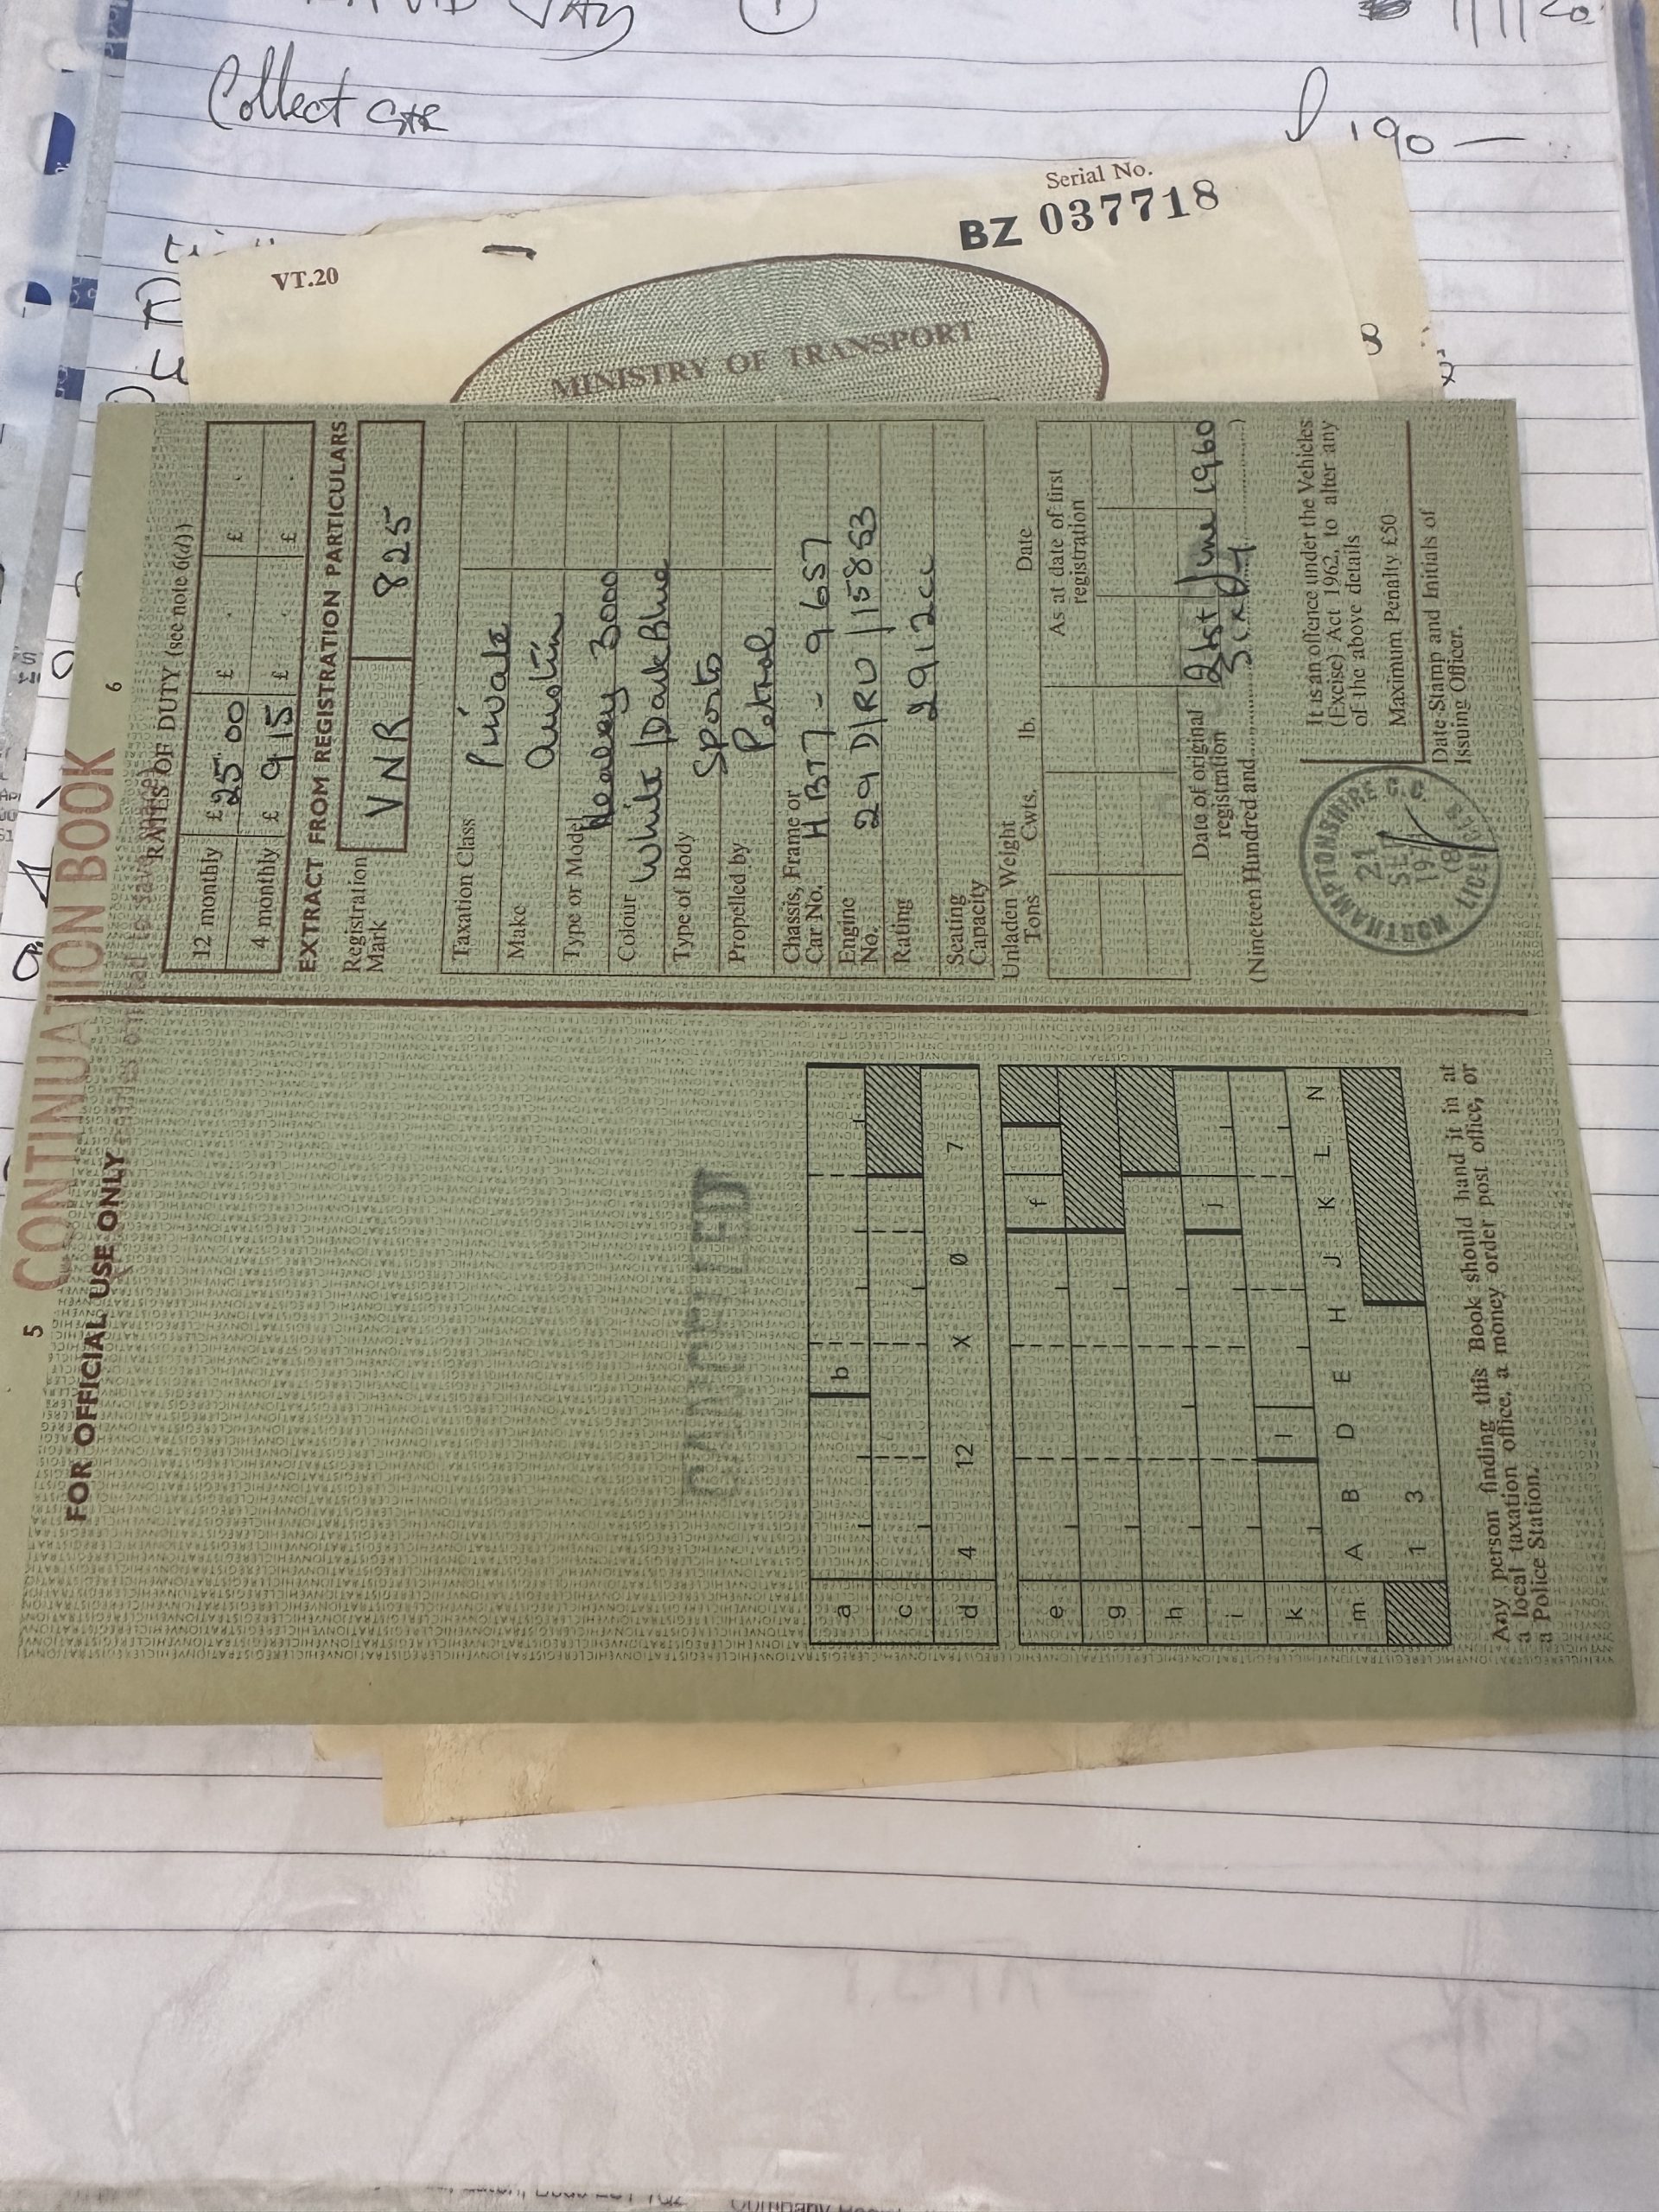 Collect
190 —
Serial No.
BZ 037718
VT.20
MINISTRY OF TRANSPORT
8
CONTINUATION BOOK
5
FOR OFFICIAL USE ONLY
a b
c
d 4 12 X 0 7
e f
g
h
i j
k l
m A B D E H J K L N
1 3
Any person finding this Book should hand it in at
a local taxation office, a money order post office, or
a Police Station.
6
RATES OF DUTY (see note 6(d))
12 monthly £ 25 00 £ £
4 monthly £ 9 15 £ £
EXTRACT FROM REGISTRATION PARTICULARS
Registration
Mark VNR 825
Taxation Class Private
Make Austin
Type or Model Healey 3000
Colour White/Dark Blue
Type of Body Sports
Propelled by Petrol
Chassis, Frame or
Car No. H BT7 - 9657
Engine
No. 29D/RU/15863
Rating 2912cc
Seating
Capacity
Unladen Weight Date
Tons Cwts. lb.
As at date of first
registration
Date of original
registration 21st June 1960
(Nineteen Hundred and Sixty)
NORTHAMPTONSHIRE C.C.
21
SEP
It is an offence under the Vehicles
(Excise) Act 1962, to alter any
of the above details
Maximum Penalty £50
Date Stamp and Initials of
Issuing Officer.